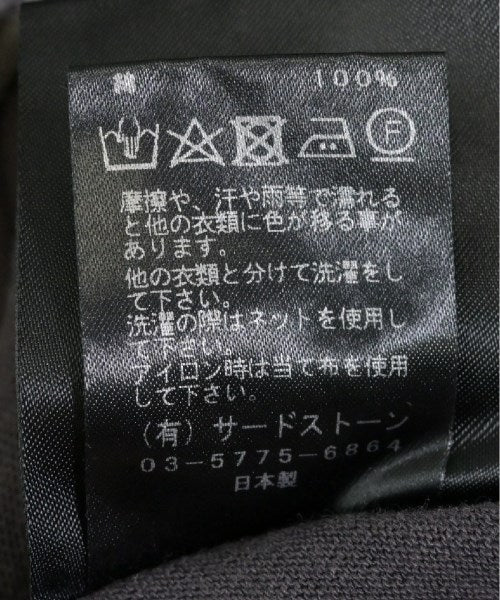 綿 100%
F
摩擦や、汗や雨等で濡れる
と他の衣類に色が移る事が
あります。
他の衣類と分けて洗濯をし
て下さい。
洗濯の際はネットを使用し
て下さい。
アイロン時は当て布を使用
して下さい。
(有)サードストーン
03-5775-6864
日本製